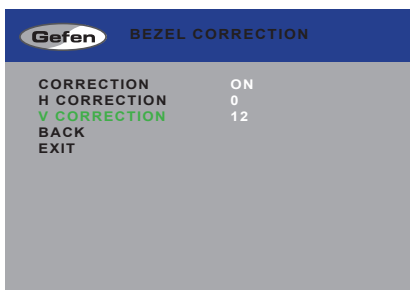 Gefen BEZEL CORRECTION
CORRECTION ON
H CORRECTION 0
V CORRECTION 12
BACK
EXIT